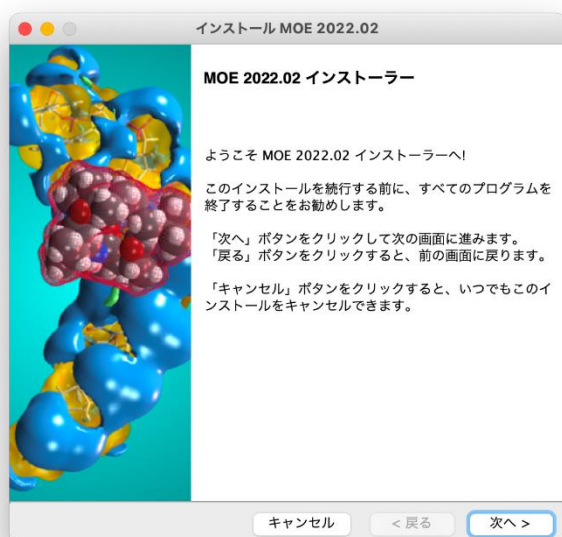 インストール MOE 2022.02
MOE 2022.02 インストーラー
ようこそ MOE 2022.02 インストーラーへ!
このインストールを続行する前に、すべてのプログラムを
終了することをお勧めします。
「次へ」ボタンをクリックして次の画面に進みます。
「戻る」ボタンをクリックすると、前の画面に戻ります。
「キャンセル」ボタンをクリックすると、いつでもこのイ
ンストールをキャンセルできます。
キャンセル
< 戻る
次へ >